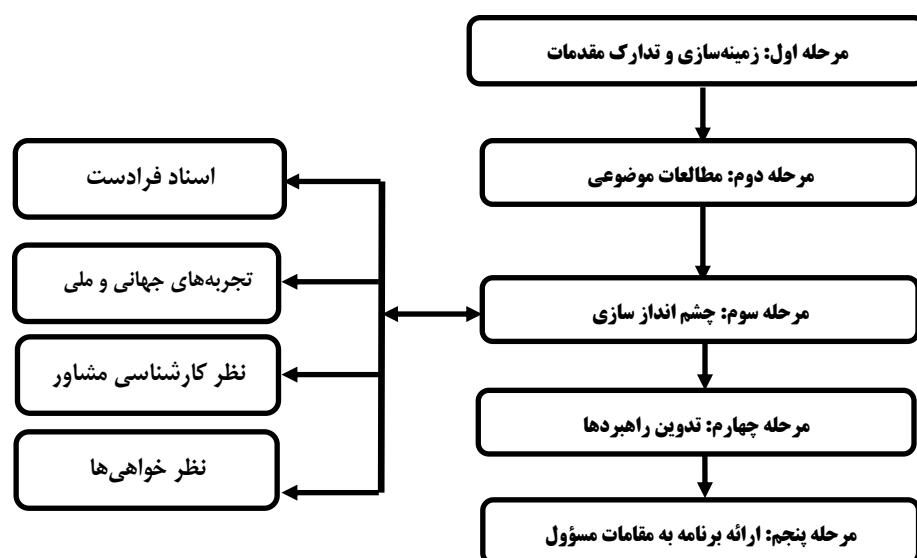 مرحله اول: زمینه‌سازی و تدارک مقدمات
مرحله دوم: مطالعات موضوعی
مرحله سوم: چشم انداز سازی
مرحله چهارم: تدوین راهبردها
مرحله پنجم: ارائه برنامه به مقامات مسؤول
اسناد فرادست
تجربه‌های جهانی و ملی
نظر کارشناسی مشاور
نظر خواهی‌ها